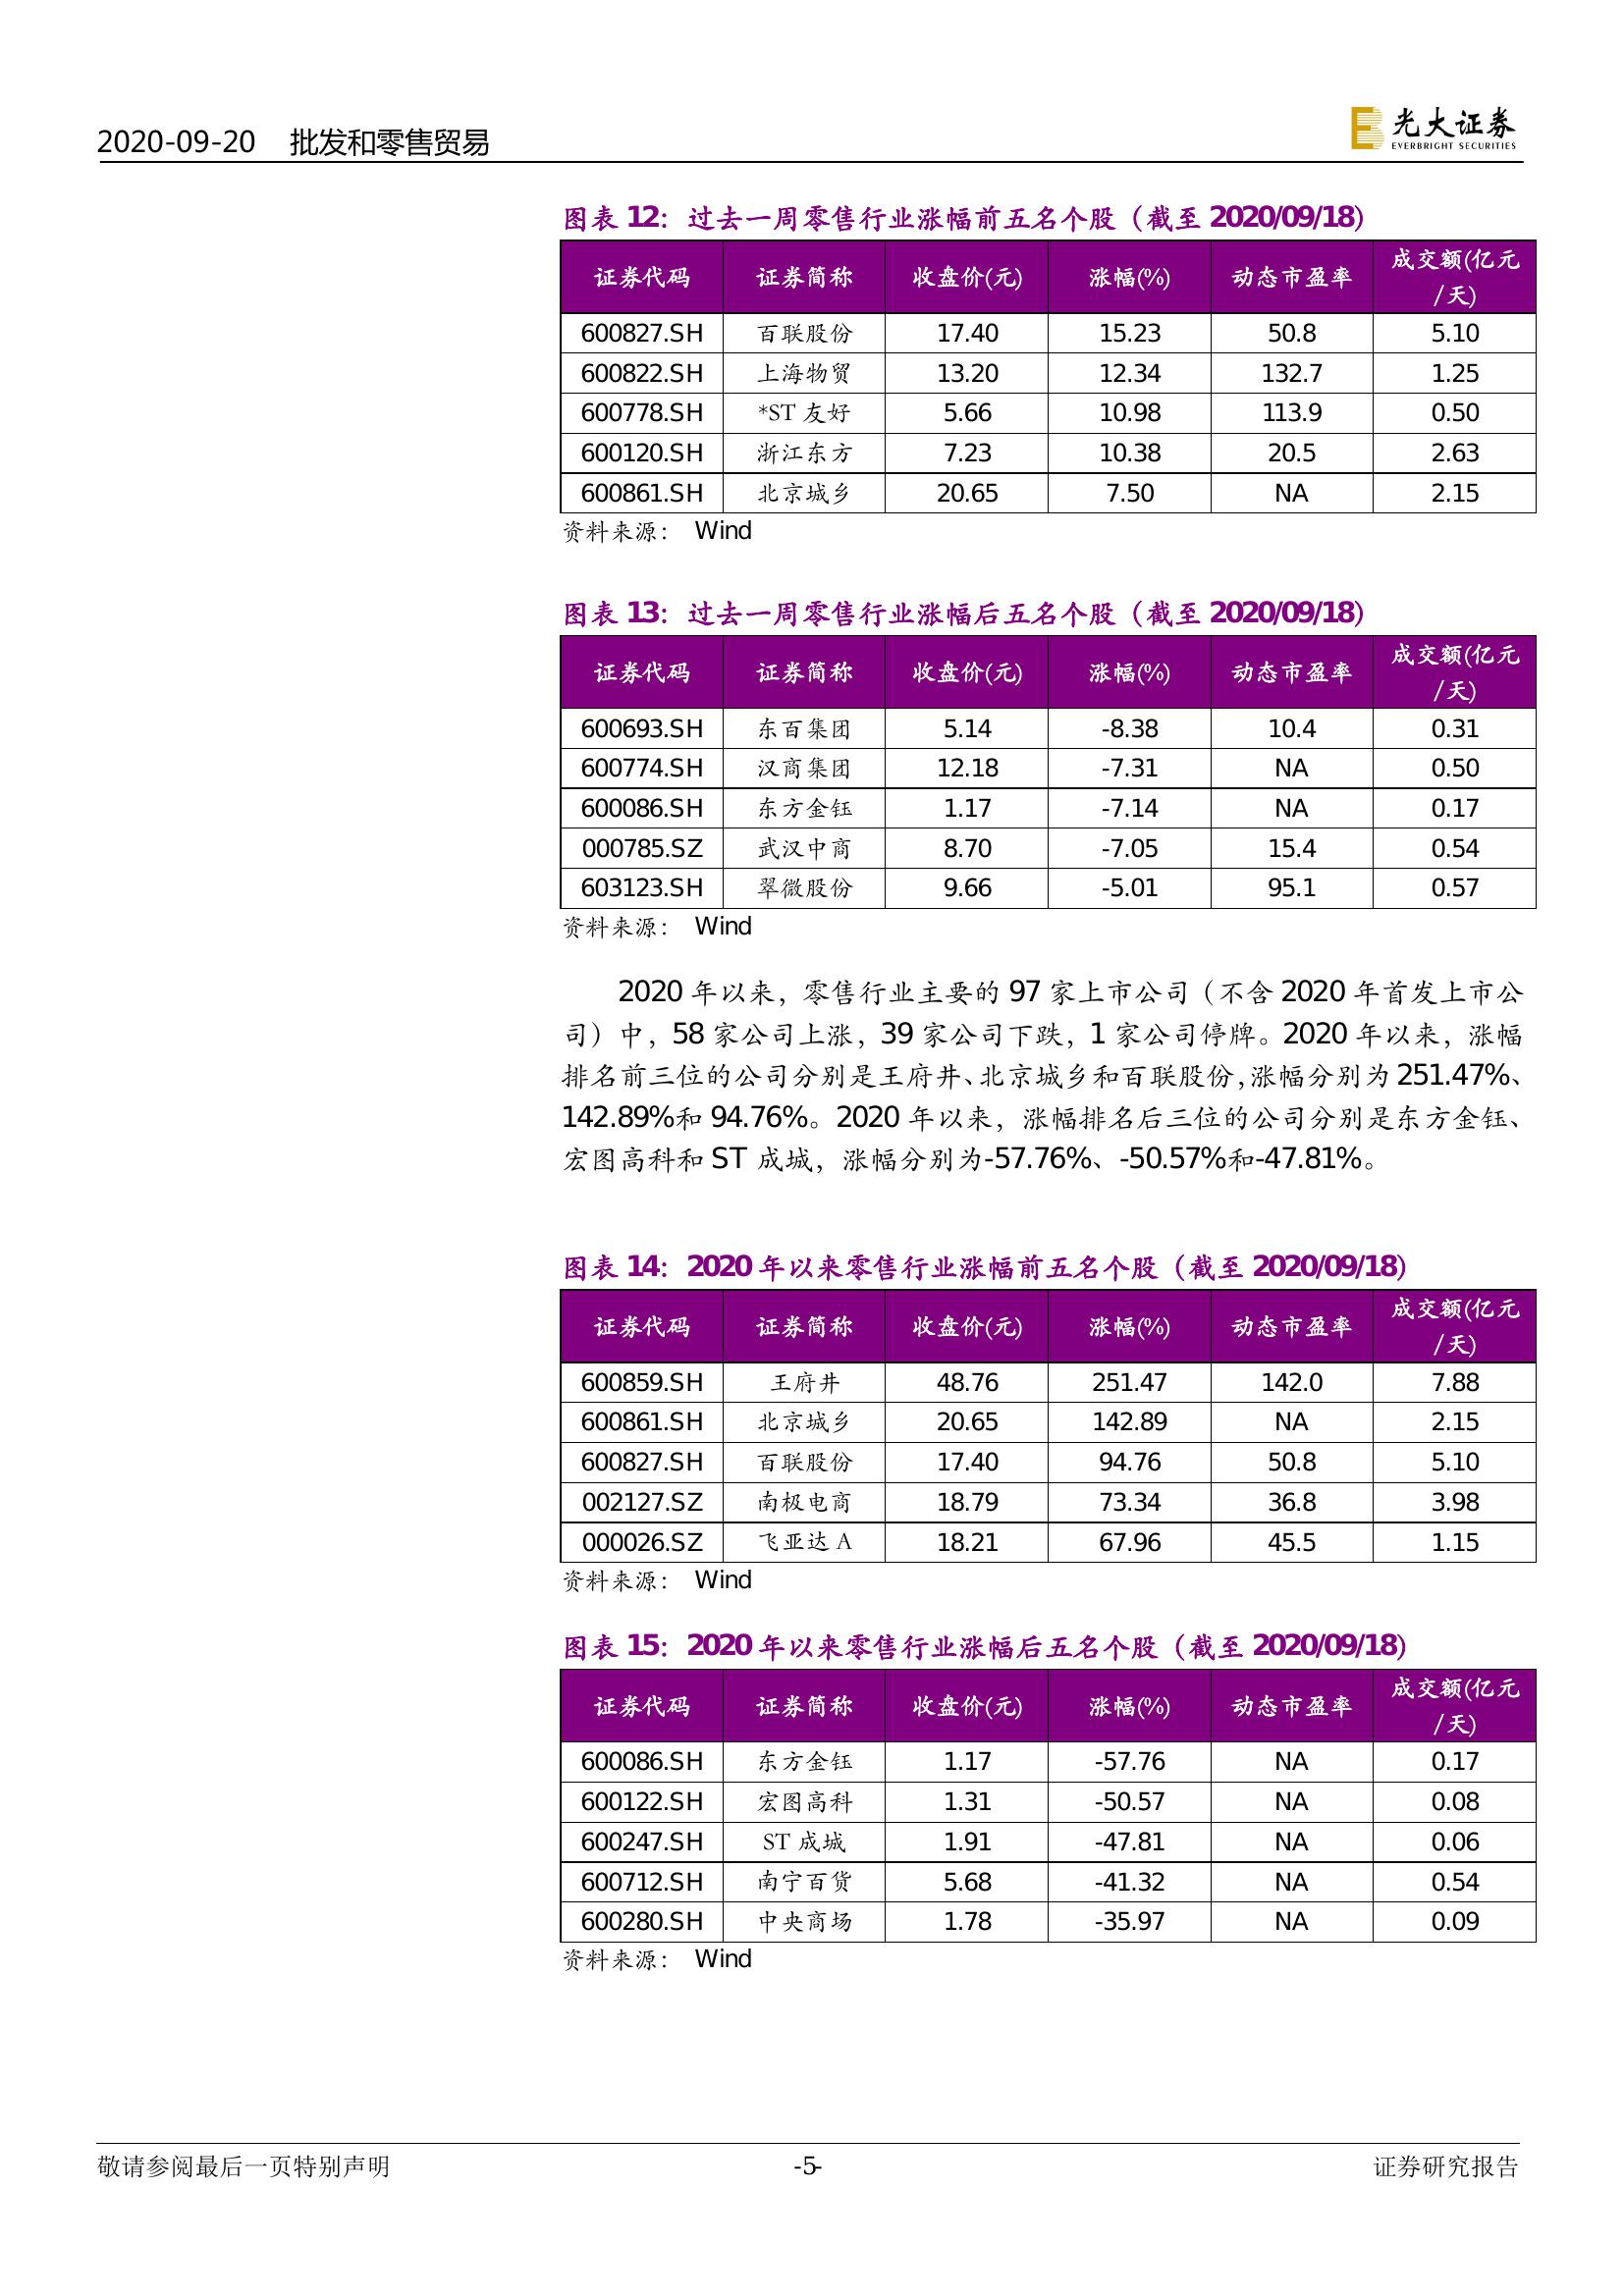 2020-09-20 批发和零售贸易
光大证券
EVERBRIGHT SECURITIES
图表 12：过去一周零售行业涨幅前五名个股（截至 2020/09/18）
证券代码 证券简称 收盘价(元) 涨幅(%) 动态市盈率 成交额(亿元
/天)
600827.SH 百联股份 17.40 15.23 50.8 5.10
600822.SH 上海物贸 13.20 12.34 132.7 1.25
600778.SH *ST 友好 5.66 10.98 113.9 0.50
600120.SH 浙江东方 7.23 10.38 20.5 2.63
600861.SH 北京城乡 20.65 7.50 NA 2.15
资料来源： Wind
图表 13：过去一周零售行业涨幅后五名个股（截至 2020/09/18）
证券代码 证券简称 收盘价(元) 涨幅(%) 动态市盈率 成交额(亿元
/天)
600693.SH 东百集团 5.14 -8.38 10.4 0.31
600774.SH 汉商集团 12.18 -7.31 NA 0.50
600086.SH 东方金钰 1.17 -7.14 NA 0.17
000785.SZ 武汉中商 8.70 -7.05 15.4 0.54
603123.SH 翠微股份 9.66 -5.01 95.1 0.57
资料来源： Wind
2020 年以来，零售行业主要的 97 家上市公司（不含 2020 年首发上市公
司）中，58 家公司上涨，39 家公司下跌，1 家公司停牌。2020 年以来，涨幅
排名前三位的公司分别是王府井、北京城乡和百联股份，涨幅分别为 251.47%、
142.89%和 94.76%。2020 年以来，涨幅排名后三位的公司分别是东方金钰、
宏图高科和 ST 成城，涨幅分别为-57.76%、-50.57%和-47.81%。
图表 14：2020 年以来零售行业涨幅前五名个股（截至 2020/09/18）
证券代码 证券简称 收盘价(元) 涨幅(%) 动态市盈率 成交额(亿元
/天)
600859.SH 王府井 48.76 251.47 142.0 7.88
600861.SH 北京城乡 20.65 142.89 NA 2.15
600827.SH 百联股份 17.40 94.76 50.8 5.10
002127.SZ 南极电商 18.79 73.34 36.8 3.98
000026.SZ 飞亚达 A 18.21 67.96 45.5 1.15
资料来源： Wind
图表 15：2020 年以来零售行业涨幅后五名个股（截至 2020/09/18）
证券代码 证券简称 收盘价(元) 涨幅(%) 动态市盈率 成交额(亿元
/天)
600086.SH 东方金钰 1.17 -57.76 NA 0.17
600122.SH 宏图高科 1.31 -50.57 NA 0.08
600247.SH ST 成城 1.91 -47.81 NA 0.06
600712.SH 南宁百货 5.68 -41.32 NA 0.54
600280.SH 中央商场 1.78 -35.97 NA 0.09
资料来源： Wind
敬请参阅最后一页特别声明 -5- 证券研究报告